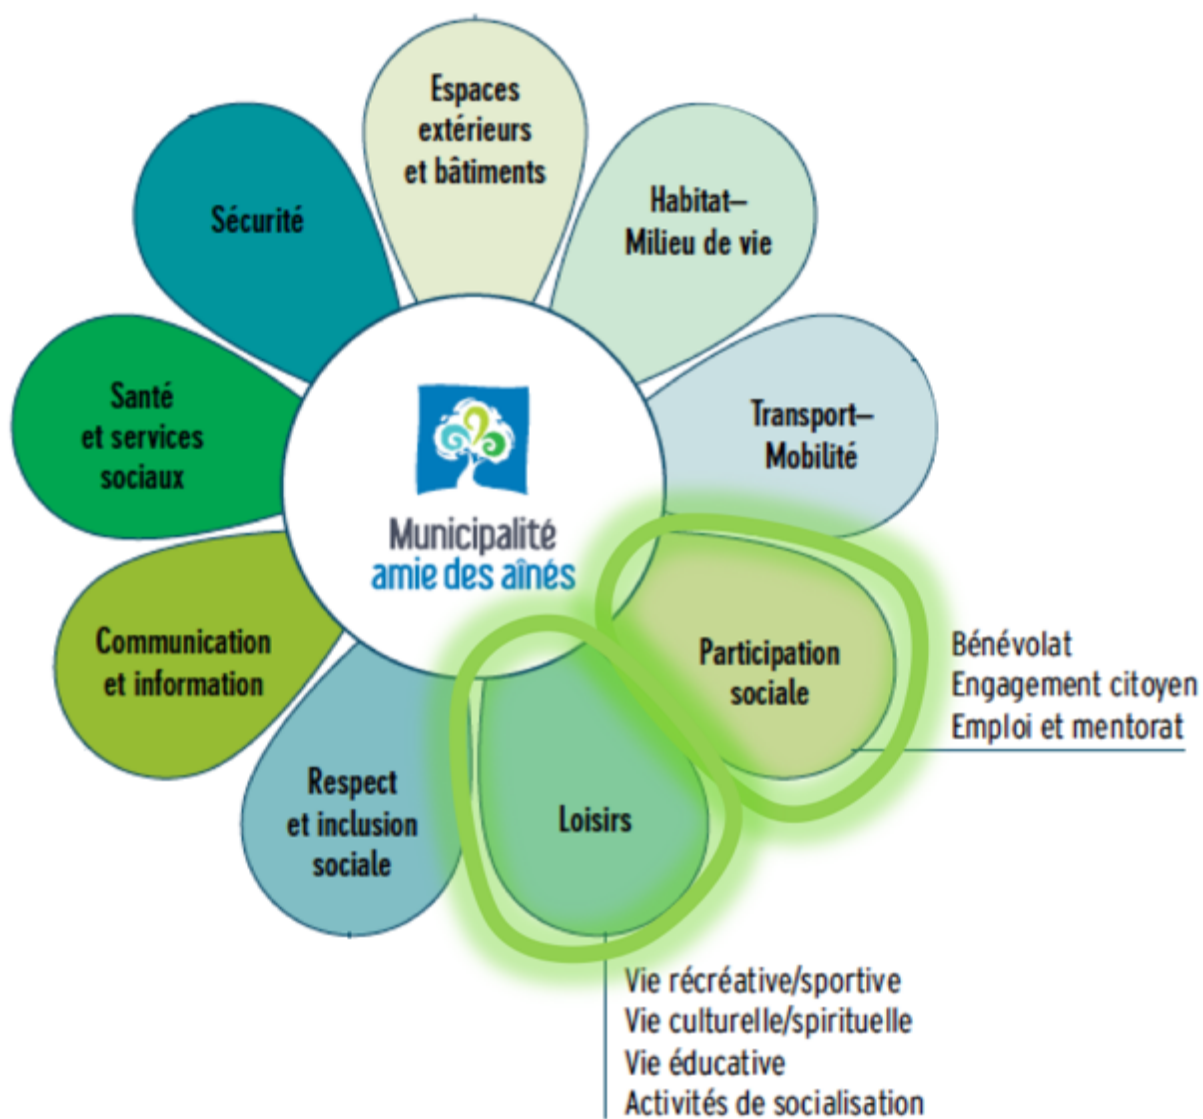 Espaces
extérieurs
et bâtiments
Habitat–
Milieu de vie
Transport–
Mobilité
Participation
sociale
Bénévolat
Engagement citoyen
Emploi et mentorat
Loisirs
Vie récréative/sportive
Vie culturelle/spirituelle
Vie éducative
Activités de socialisation
Respect
et inclusion
sociale
Communication
et information
Santé
et services
sociaux
Sécurité
Municipalité
amie des aînés